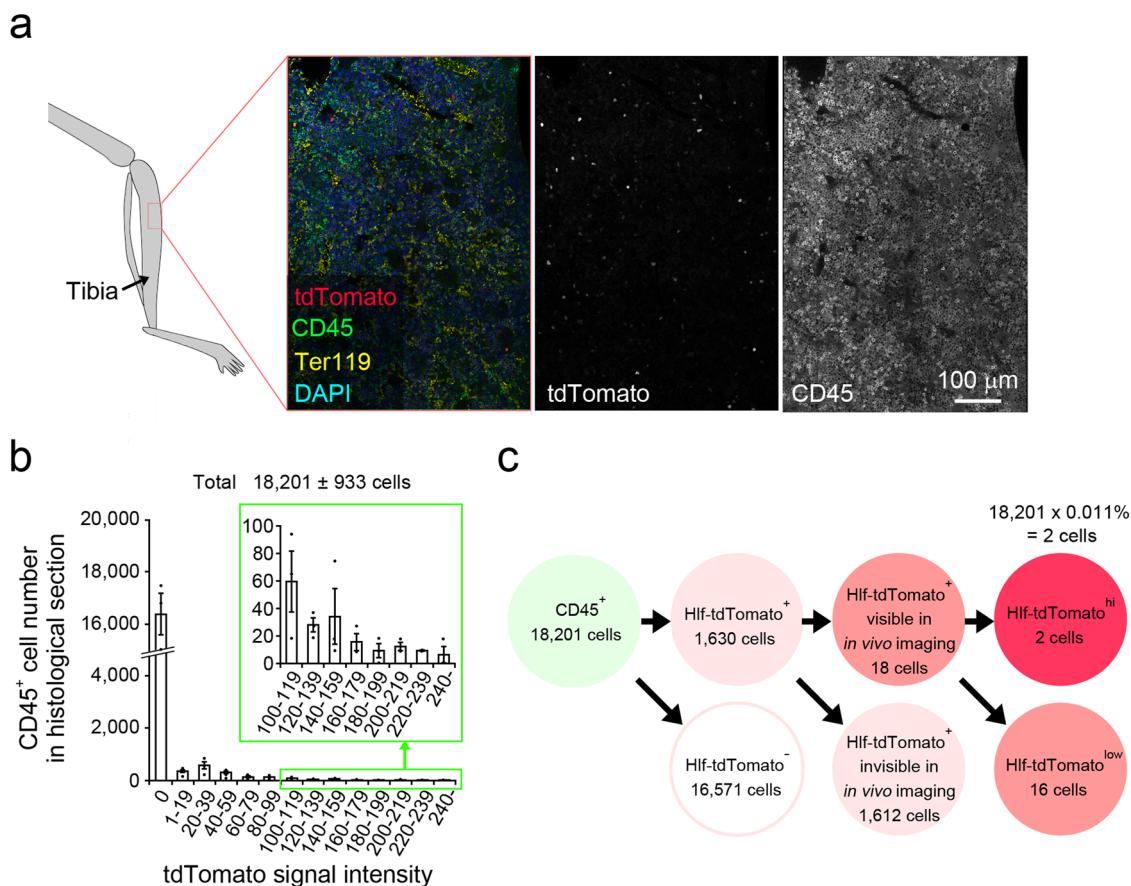 a
Tibia
tdTomato
CD45
Ter119
DAPI
tdTomato
CD45
100 μm
b
Total 18,201 ± 933 cells
CD45+ cell number
in histological section
20,000
18,000
16,000
4,000
2,000
0
100
80
60
40
20
0
100-119
120-139
140-159
160-179
180-199
200-219
220-239
240-
0
1-19
20-39
40-59
60-79
80-99
100-119
120-139
140-159
160-179
180-199
200-219
220-239
240-
tdTomato signal intensity
c
18,201 x 0.011%
= 2 cells
CD45+
18,201 cells
Hlf-tdTomato+
1,630 cells
Hlf-tdTomato+
visible in
in vivo imaging
18 cells
Hlf-tdTomatohi
2 cells
Hlf-tdTomato-
16,571 cells
Hlf-tdTomato+
invisible in
in vivo imaging
1,612 cells
Hlf-tdTomatolow
16 cells